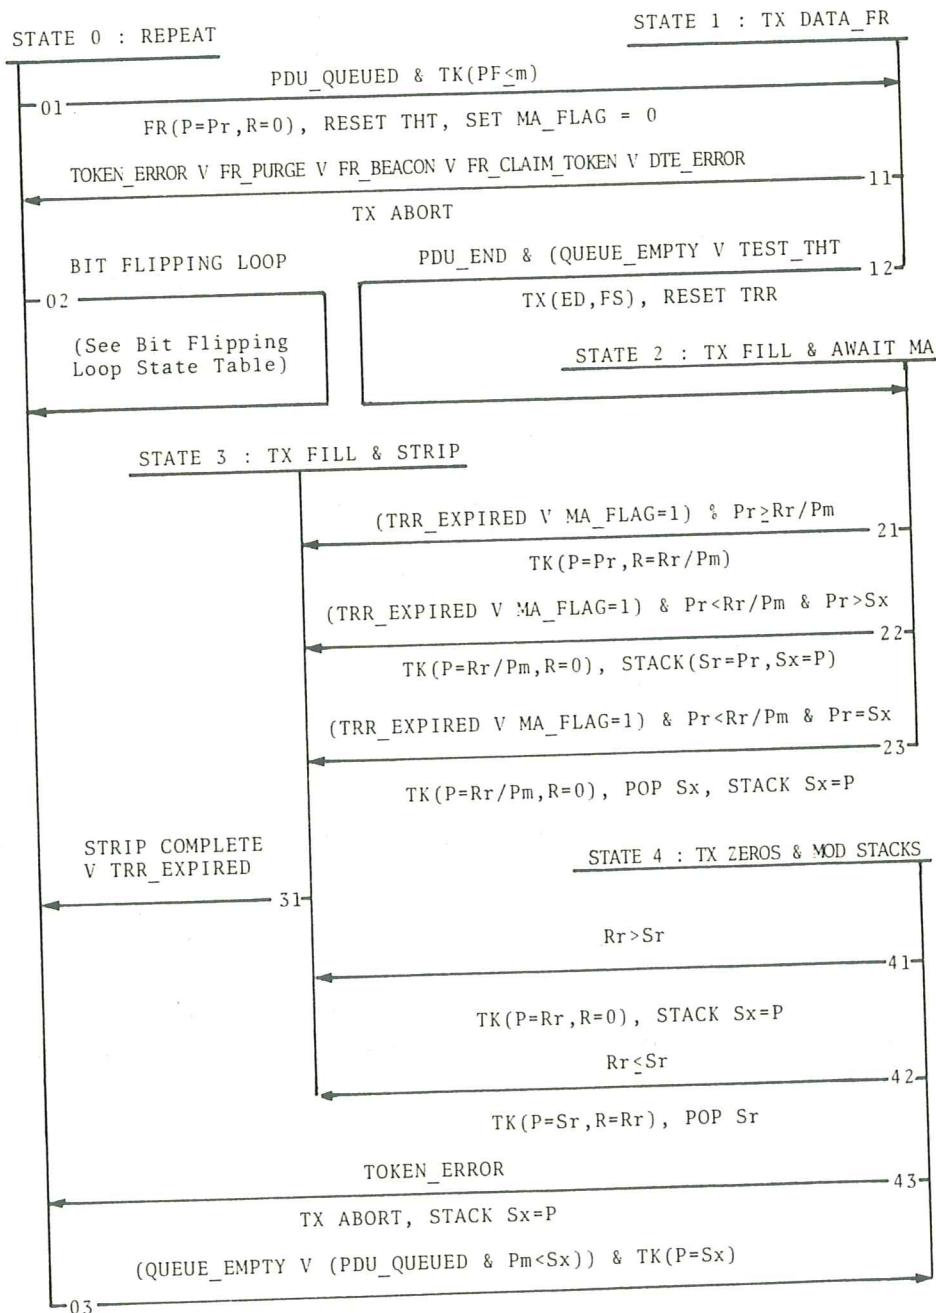 STATE 0 : REPEAT
STATE 1 : TX DATA_FR
PDU_QUEUED & TK(PF≤m)
01
FR(P=Pr,R=0), RESET THT, SET MA_FLAG = 0
TOKEN_ERROR V FR_PURGE V FR_BEACON V FR_CLAIM_TOKEN V DTE_ERROR
11
TX ABORT
BIT FLIPPING LOOP
PDU_END & (QUEUE_EMPTY V TEST_THT
02
12
TX(ED,FS), RESET TRR
(See Bit Flipping
Loop State Table)
STATE 2 : TX FILL & AWAIT MA
STATE 3 : TX FILL & STRIP
(TRR_EXPIRED V MA_FLAG=1) % Pr≥Rr/Pm
21
TK(P=Pr,R=Rr/Pm)
(TRR_EXPIRED V MA_FLAG=1) & Pr<Rr/Pm & Pr>Sx
22
TK(P=Rr/Pm,R=0), STACK(Sr=Pr,Sx=P)
(TRR_EXPIRED V MA_FLAG=1) & Pr<Rr/Pm & Pr=Sx
23
TK(P=Rr/Pm,R=0), POP Sx, STACK Sx=P
STRIP COMPLETE
V TRR_EXPIRED
31
STATE 4 : TX ZEROS & MOD STACKS
Rr>Sr
41
TK(P=Rr,R=0), STACK Sx=P
Rr≤Sr
42
TK(P=Sr,R=Rr), POP Sr
TOKEN_ERROR
43
TX ABORT, STACK Sx=P
(QUEUE_EMPTY V (PDU_QUEUED & Pm<Sx)) & TK(P=Sx)
03